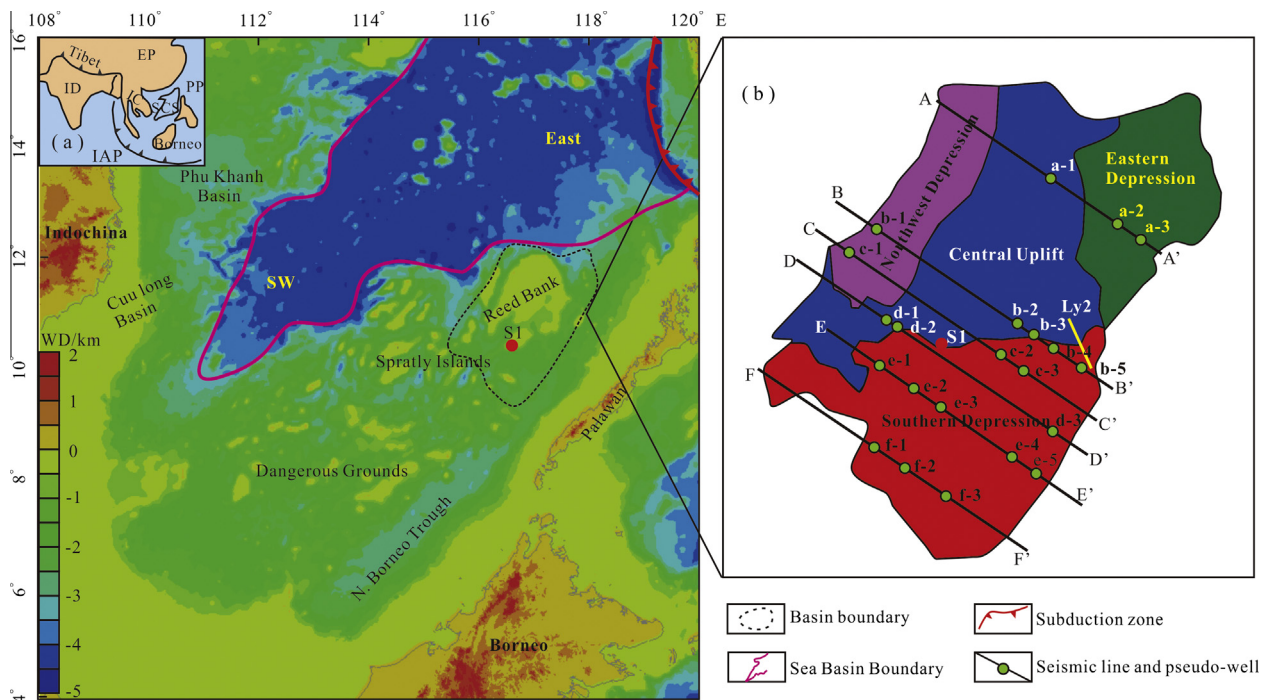 108° 110° 112° 114° 116° 118° 120° E
16°
14°
12°
10°
8°
6°
4°
Tibet
EP
ID
PP
C
SCS
( a )
IAP
Borneo
East
Phu Khanh
Basin
Indochina
SW
Cuu long
Basin
Reed Bank
S1
Spratly Islands
Palawan
Dangerous Grounds
N. Borneo Trough
Borneo
WD/km
2
1
0
-1
-2
-3
-4
-5
( b )
A
a-1
Eastern
Depression
a-2
a-3
A'
B
b-1
Northwest Depression
C
c-1
Central Uplift
D
d-1
d-2
b-2
b-3
Ly2
E
S1
b-4
b-5
B'
F
e-1
c-2
c-3
e-2
e-3
C'
Southern Depression
d-3
D'
f-1
f-2
f-3
e-4
e-5
E'
F'
Basin boundary
Subduction zone
Sea Basin Boundary
Seismic line and pseudo-well